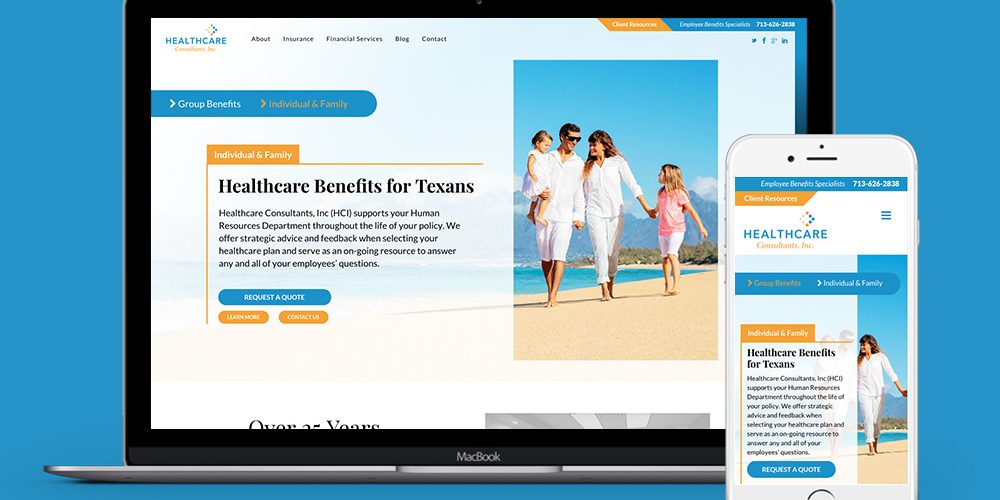 Client Resources
Employee Benefits Specialists 713-626-2838
HEALTHCARE
Consultants, Inc.
About Insurance Financial Services Blog Contact
Group Benefits Individual & Family
Individual & Family
Healthcare Benefits for Texans
Healthcare Consultants, Inc (HCI) supports your Human
Resources Department throughout the life of your policy. We
offer strategic advice and feedback when selecting your
healthcare plan and serve as an on-going resource to answer
any and all of your employees’ questions.
REQUEST A QUOTE
LEARN MORE CONTACT US
Over 25 Years
MacBook
Employee Benefits Specialists 713-626-2838
Client Resources
HEALTHCARE
Consultants, Inc.
Group Benefits Individual & Family
Individual & Family
Healthcare Benefits
for Texans
Healthcare Consultants, Inc (HCI)
supports your Human Resources
Department throughout the life of
your policy. We offer strategic
advice and feedback when
selecting your healthcare plan and
serve as an on-going resource to
answer any and all of your
employees’ questions.
REQUEST A QUOTE